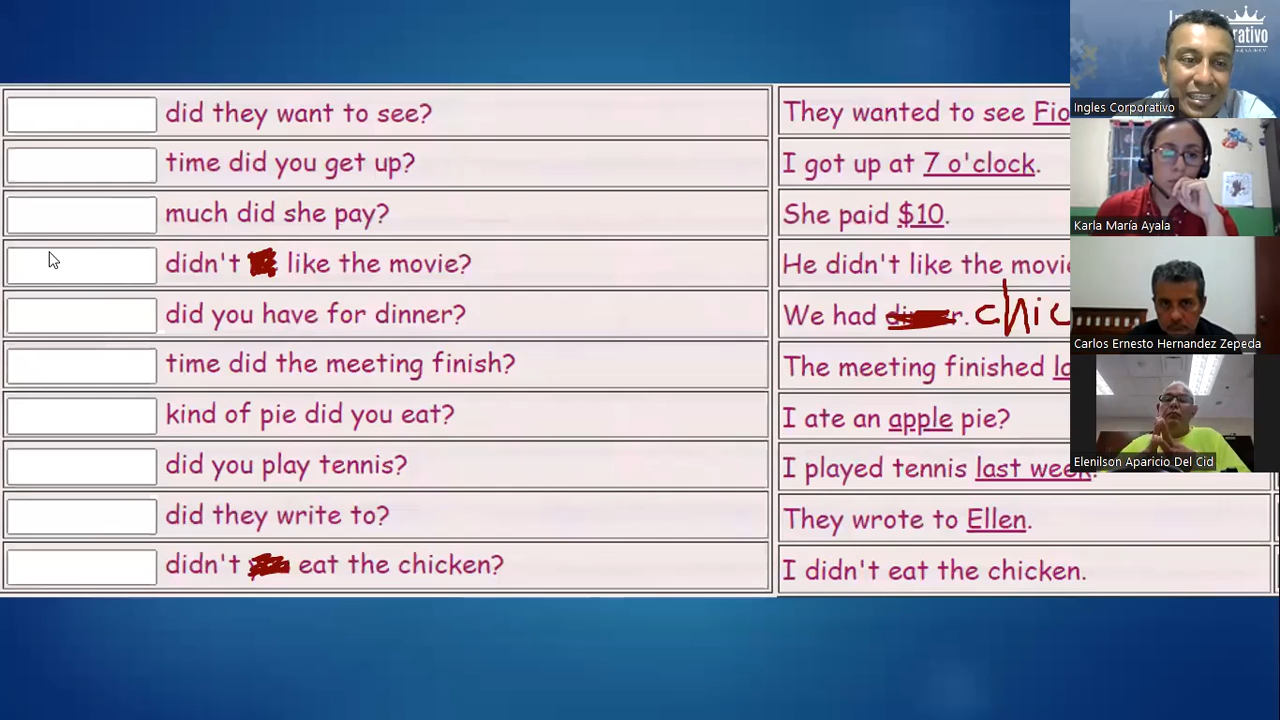 did they want to see? They wanted to see
time did you get up? I got up at 7 o'clock.
much did she pay? She paid $10.
didn't like the movie? He didn't like the
did you have for dinner? We had chic
time did the meeting finish? The meeting finished
kind of pie did you eat? I ate an apple pie?
did you play tennis? I played tennis last week.
did they write to? They wrote to Ellen.
didn't eat the chicken? I didn't eat the chicken.
Ingles Corporativo
Karla María Ayala
Carlos Ernesto Hernandez Zepeda
Elenilson Aparicio Del Cid